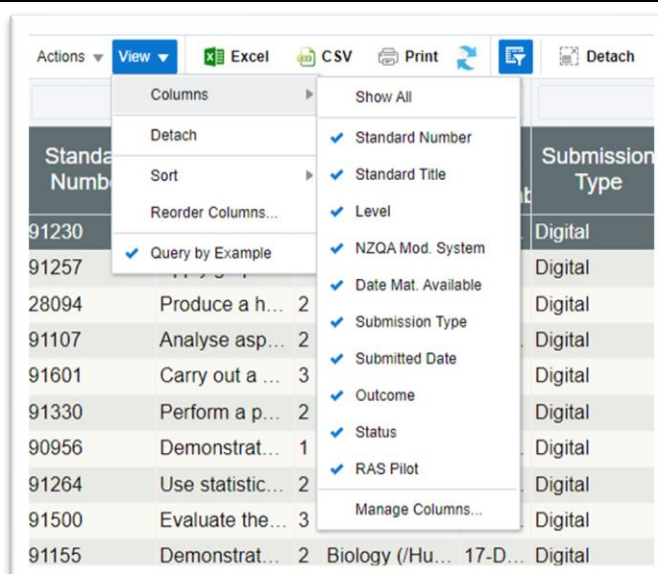 Actions View Excel CSV Print Detach
Columns
Detach
Sort
Reorder Columns...
Query by Example
Show All
Standard Number
Standard Title
Level
NZQA Mod. System
Date Mat. Available
Submission Type
Submitted Date
Outcome
Status
RAS Pilot
Manage Columns...
Submission
Type
91230 Digital
91257 Digital
28094 Produce a h... 2 Digital
91107 Analyse asp... 2 Digital
91601 Carry out a ... 3 Digital
91330 Perform a p... 2 Digital
90956 Demonstrat... 1 Digital
91264 Use statistic... 2 Digital
91500 Evaluate the... 3 Digital
91155 Demonstrat... 2 Biology (/Hu... 17-D... Digital